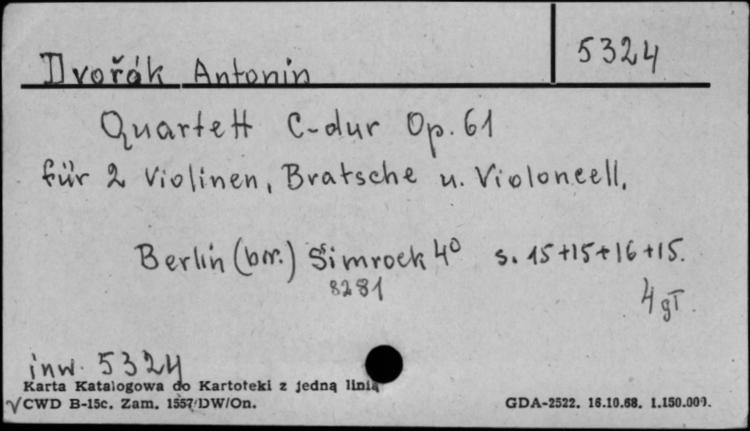 5324
Dvořák Antonin
Quartett C-dur Op. 61
für 2 Violinen, Bratsche u. Violoncell.
Berlin (br.) Simrock 4° s. 15+15+16+15.
8281
4 gł
inw. 5324
Karta Katalogowa do Kartoteki z jedną linią
CWD B-15c. Zam. 1557/DW/On.
GDA-2522. 16.10.68. 1.150.000.